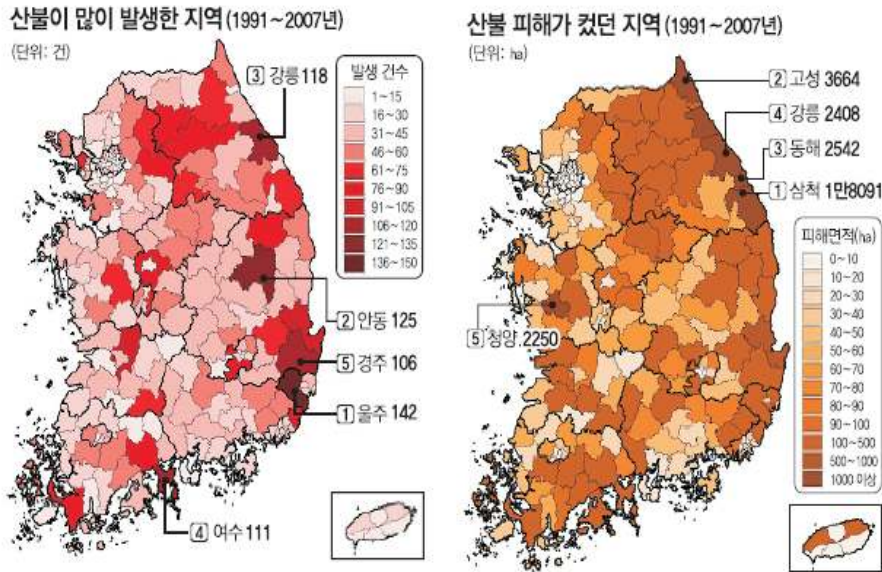 산불이 많이 발생한 지역 (1991~2007년)
(단위: 건)
③ 강릉 118
발생 건수
1~15
16~30
31~45
46~60
61~75
76~90
91~105
106~120
121~135
136~150
② 안동 125
⑤ 경주 106
① 울주 142
④ 여수 111
산불 피해가 컸던 지역 (1991~2007년)
(단위: ha)
② 고성 3664
④ 강릉 2408
③ 동해 2542
① 삼척 1만8091
피해면적(ha)
0~10
10~20
20~30
30~40
40~50
50~60
60~70
70~80
80~90
90~100
100~500
500~1000
1000 이상
⑤ 청양 2250